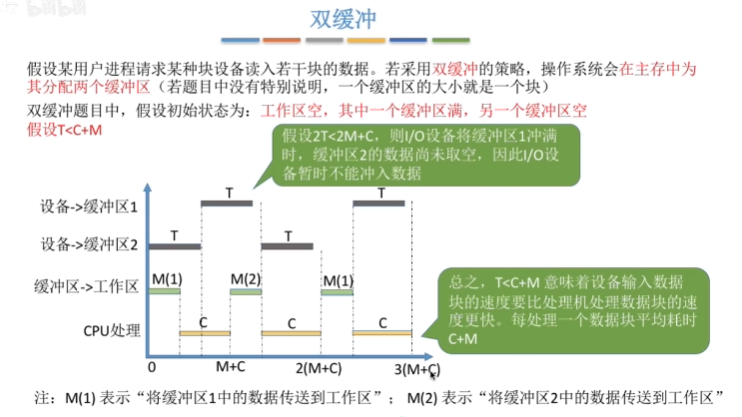 bilibili
双缓冲
假设某用户进程请求某种块设备读入若干块的数据。若采用双缓冲的策略，操作系统会在主存中为
其分配两个缓冲区（若题目中没有特别说明，一个缓冲区的大小就是一个块）
双缓冲题目中，假设初始状态为：工作区空，其中一个缓冲区满，另一个缓冲区空
假设T<C+M
假设2T<2M+C，则I/O设备将缓冲区1冲满
时，缓冲区2的数据尚未取空，因此I/O设
备暂时不能冲入数据
设备->缓冲区1
T
T
设备->缓冲区2
T
T
缓冲区->工作区
M(1)
M(2)
M(1)
CPU处理
C
C
C
0
M+C
2(M+C)
3(M+C)
总之，T<C+M 意味着设备输入数据
块的速度要比处理机处理数据块的速
度更快。每处理一个数据块平均耗时
C+M
注：M(1) 表示“将缓冲区1中的数据传送到工作区”； M(2) 表示“将缓冲区2中的数据传送到工作区”